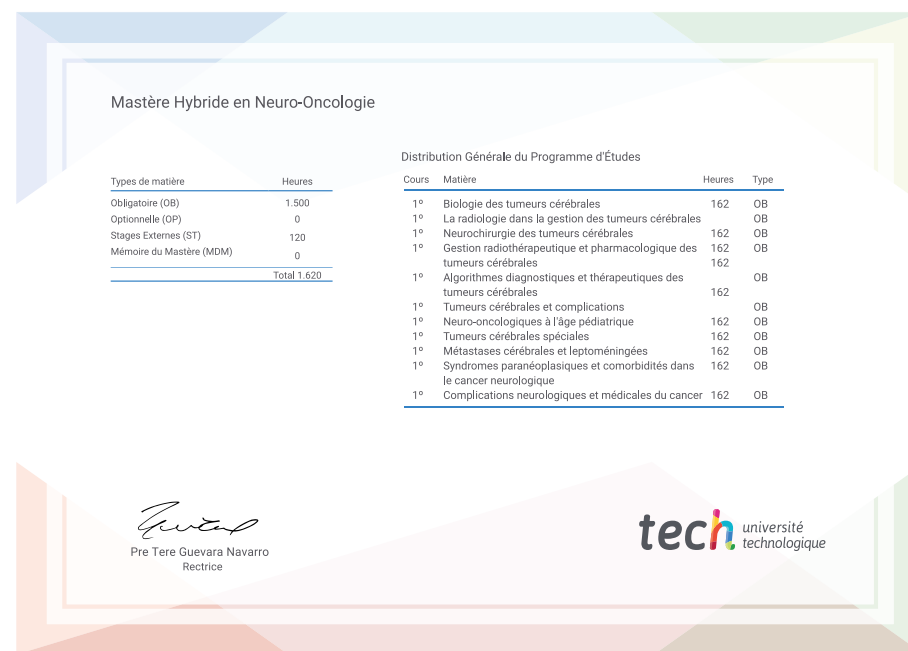 Mastère Hybride en Neuro-Oncologie
Types de matière Heures
Obligatoire (OB) 1.500
Optionnelle (OP) 0
Stages Externes (ST) 120
Mémoire du Mastère (MDM) 0
Total 1.620
Distribution Générale du Programme d'Études
Cours Matière Heures Type
1º Biologie des tumeurs cérébrales 162 OB
1º La radiologie dans la gestion des tumeurs cérébrales OB
1º Neurochirurgie des tumeurs cérébrales 162 OB
1º Gestion radiothérapeutique et pharmacologique des 162 OB
tumeurs cérébrales 162
1º Algorithmes diagnostiques et thérapeutiques des OB
tumeurs cérébrales 162
1º Tumeurs cérébrales et complications OB
1º Neuro-oncologiques à l'âge pédiatrique 162 OB
1º Tumeurs cérébrales spéciales 162 OB
1º Métastases cérébrales et leptoméningées 162 OB
1º Syndromes paranéoplasiques et comorbidités dans 162 OB
le cancer neurologique
1º Complications neurologiques et médicales du cancer 162 OB
Pre Tere Guevara Navarro
Rectrice
tech université
technologique